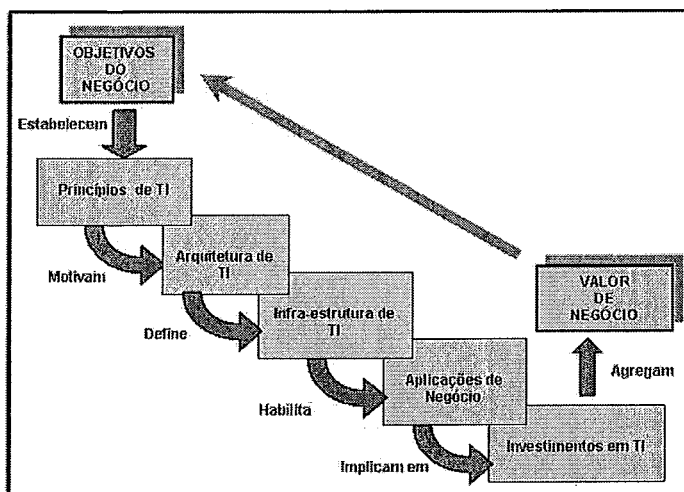 OBJETIVOS
DO
NEGÓCIO
Estabelecem
Princípios de TI
Motivam
Arquitetura de
TI
Define
Infra-estrutura de
TI
Habilita
Aplicações de
Negócio
Implicam em
Investimentos em TI
Agregam
VALOR
DE
NEGÓCIO